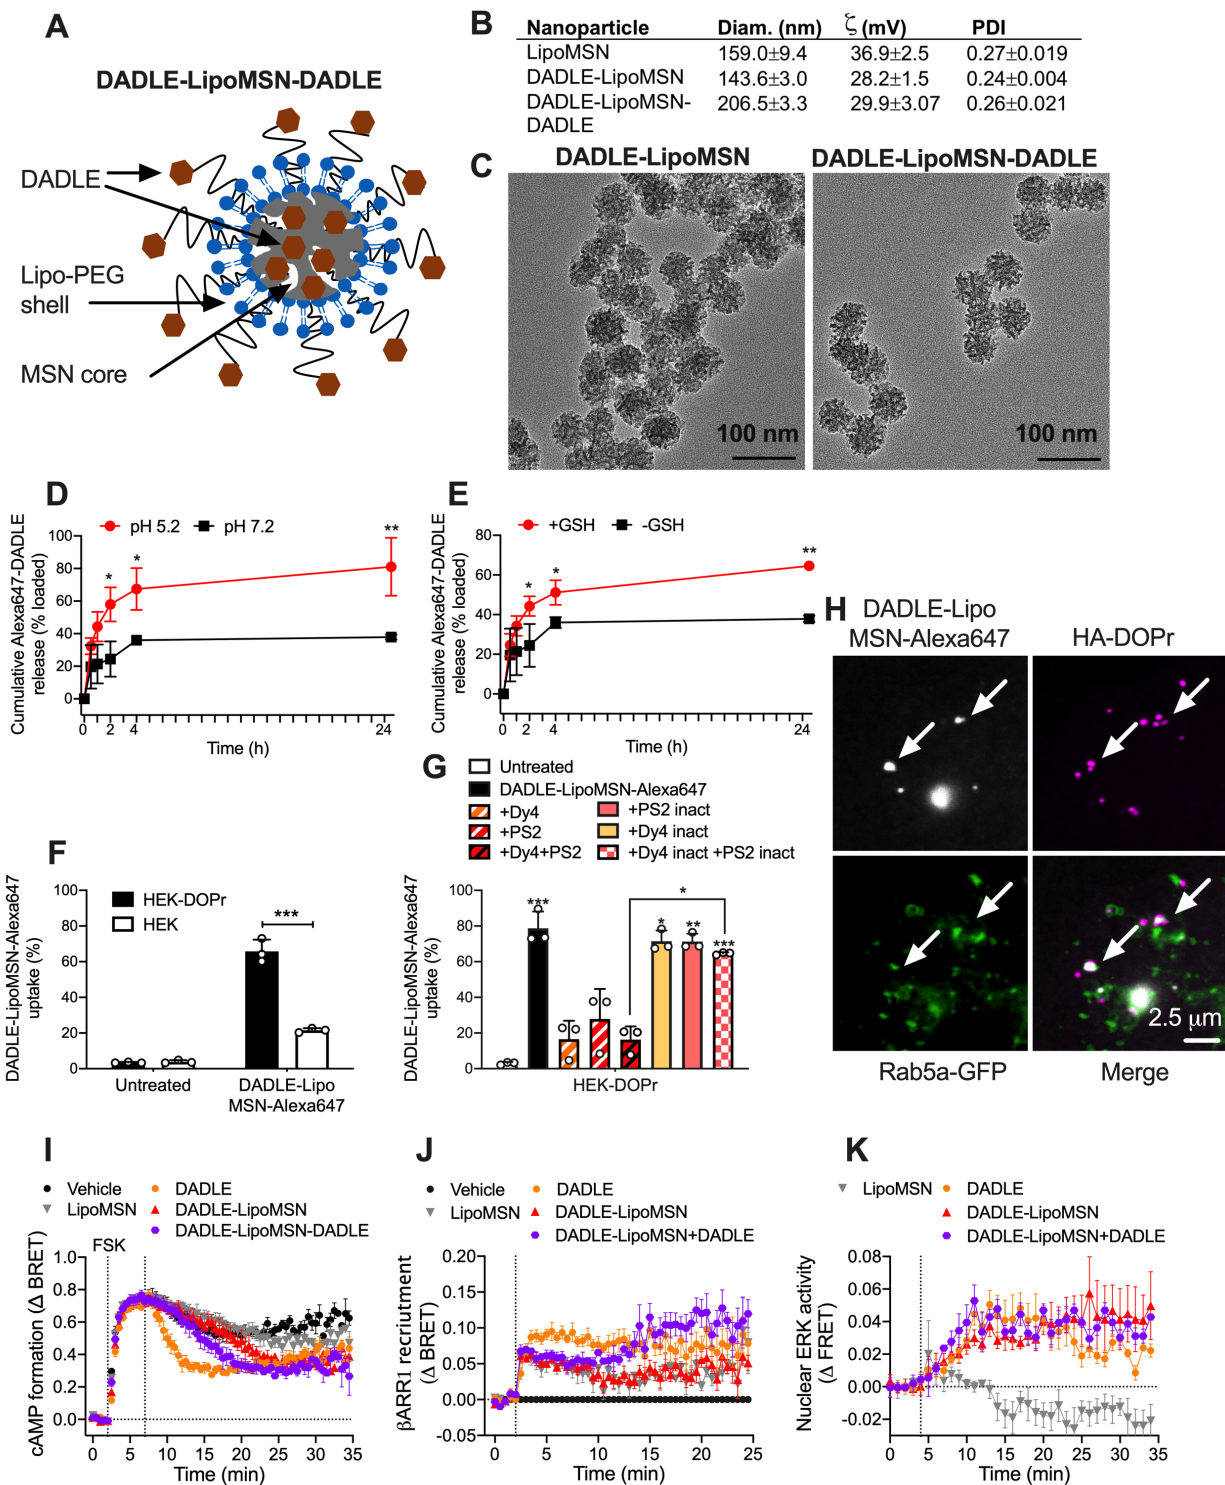 A
DADLE-LipoMSN-DADLE
DADLE
Lipo-PEG
shell
MSN core
B
Nanoparticle Diam. (nm) ζ (mV) PDI
LipoMSN 159.0±9.4 36.9±2.5 0.27±0.019
DADLE-LipoMSN 143.6±3.0 28.2±1.5 0.24±0.004
DADLE-LipoMSN- 206.5±3.3 29.9±3.07 0.26±0.021
DADLE
C
DADLE-LipoMSN
DADLE-LipoMSN-DADLE
100 nm
100 nm
D
pH 5.2 pH 7.2
Cumulative Alexa647-DADLE
release (% loaded)
100
80
60
40
20
0
* * **
0 2 4 24
Time (h)
E
+GSH -GSH
Cumulative Alexa647-DADLE
release (% loaded)
80
60
40
20
0
* * **
0 2 4 24
Time (h)
F
HEK-DOPr
HEK
DADLE-LipoMSN-Alexa647
uptake (%)
100
80
60
40
20
0
***
Untreated
DADLE-Lipo
MSN-Alexa647
G
Untreated
DADLE-LipoMSN-Alexa647
+Dy4 +PS2 inact
+PS2 +Dy4 inact
+Dy4+PS2 +Dy4 inact +PS2 inact
DADLE-LipoMSN-Alexa647
uptake (%)
100
80
60
40
20
0
*** * ** *** *
HEK-DOPr
H
DADLE-Lipo
MSN-Alexa647
HA-DOPr
2.5 μm
Rab5a-GFP
Merge
I
Vehicle DADLE
LipoMSN DADLE-LipoMSN
DADLE-LipoMSN-DADLE
FSK
cAMP formation (Δ BRET)
1.0
0.8
0.6
0.4
0.2
0.0
0 5 10 15 20 25 30 35
Time (min)
J
Vehicle DADLE
LipoMSN DADLE-LipoMSN
DADLE-LipoMSN+DADLE
βARR1 recriutment
(Δ BRET)
0.20
0.15
0.10
0.05
0.00
-0.05
0 5 10 15 20 25
Time (min)
K
LipoMSN DADLE
DADLE-LipoMSN
DADLE-LipoMSN+DADLE
Nuclear ERK activity
(Δ FRET)
0.08
0.06
0.04
0.02
0.00
-0.02
0 5 10 15 20 25 30 35
Time (min)